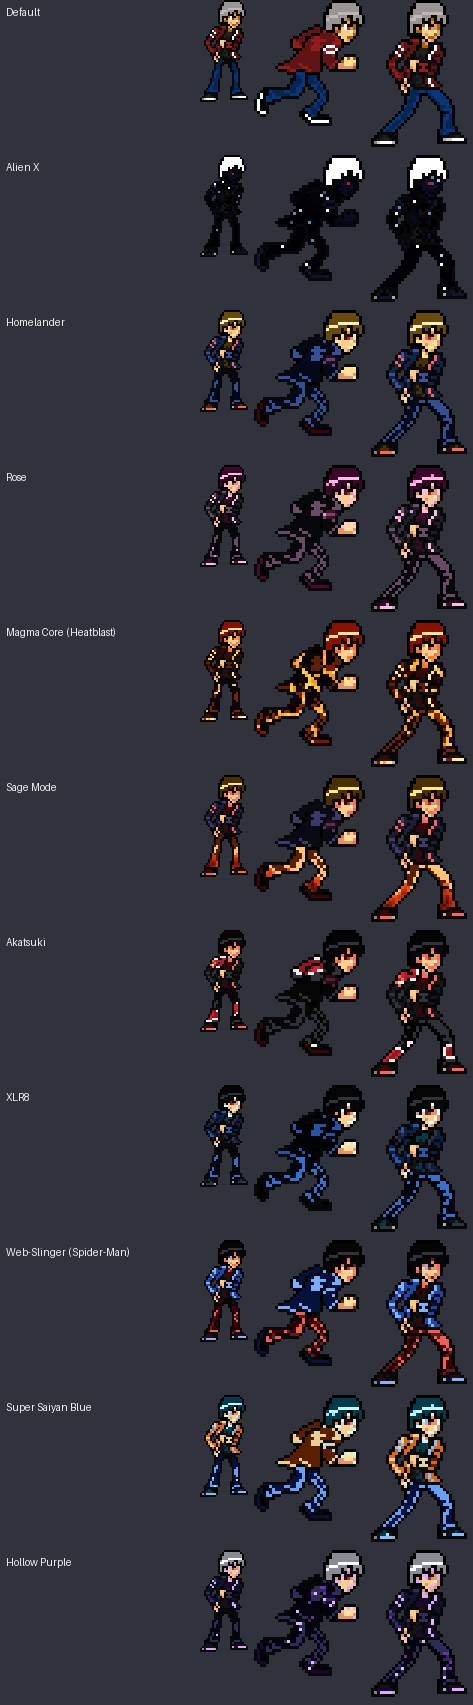 Default
Alien X
Homelander
Rose
Magma Core (Heatblast)
Sage Mode
Akatsuki
XLR8
Web-Slinger (Spider-Man)
Super Saiyan Blue
Hollow Purple